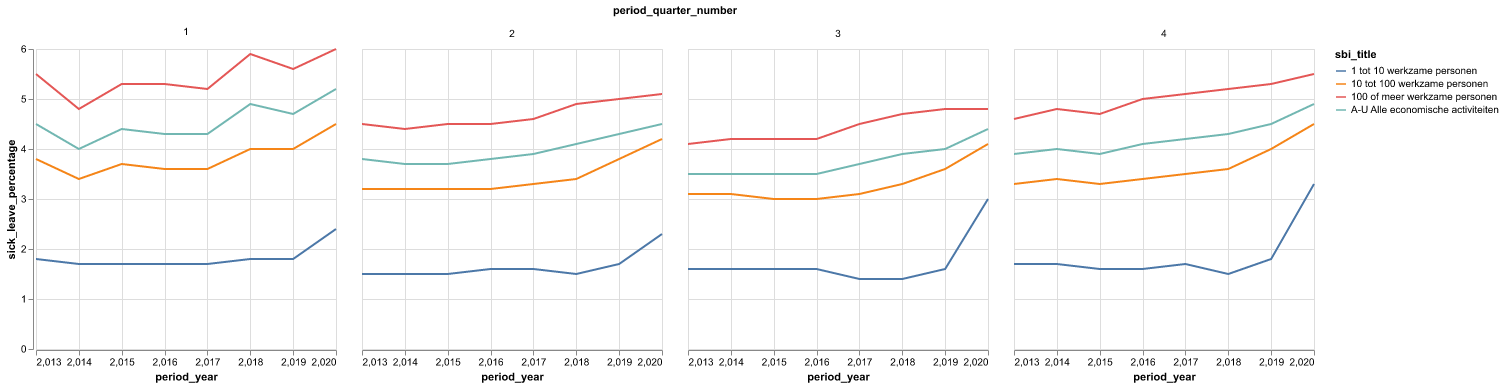 period_quarter_number
1 2 3 4
sick_leave_percentage
6
5
4
3
2
1
0
2,013 2,014 2,015 2,016 2,017 2,018 2,019 2,020
period_year
2,013 2,014 2,015 2,016 2,017 2,018 2,019 2,020
period_year
2,013 2,014 2,015 2,016 2,017 2,018 2,019 2,020
period_year
2,013 2,014 2,015 2,016 2,017 2,018 2,019 2,020
period_year
sbi_title
1 tot 10 werkzame personen
10 tot 100 werkzame personen
100 of meer werkzame personen
A-U Alle economische activiteiten